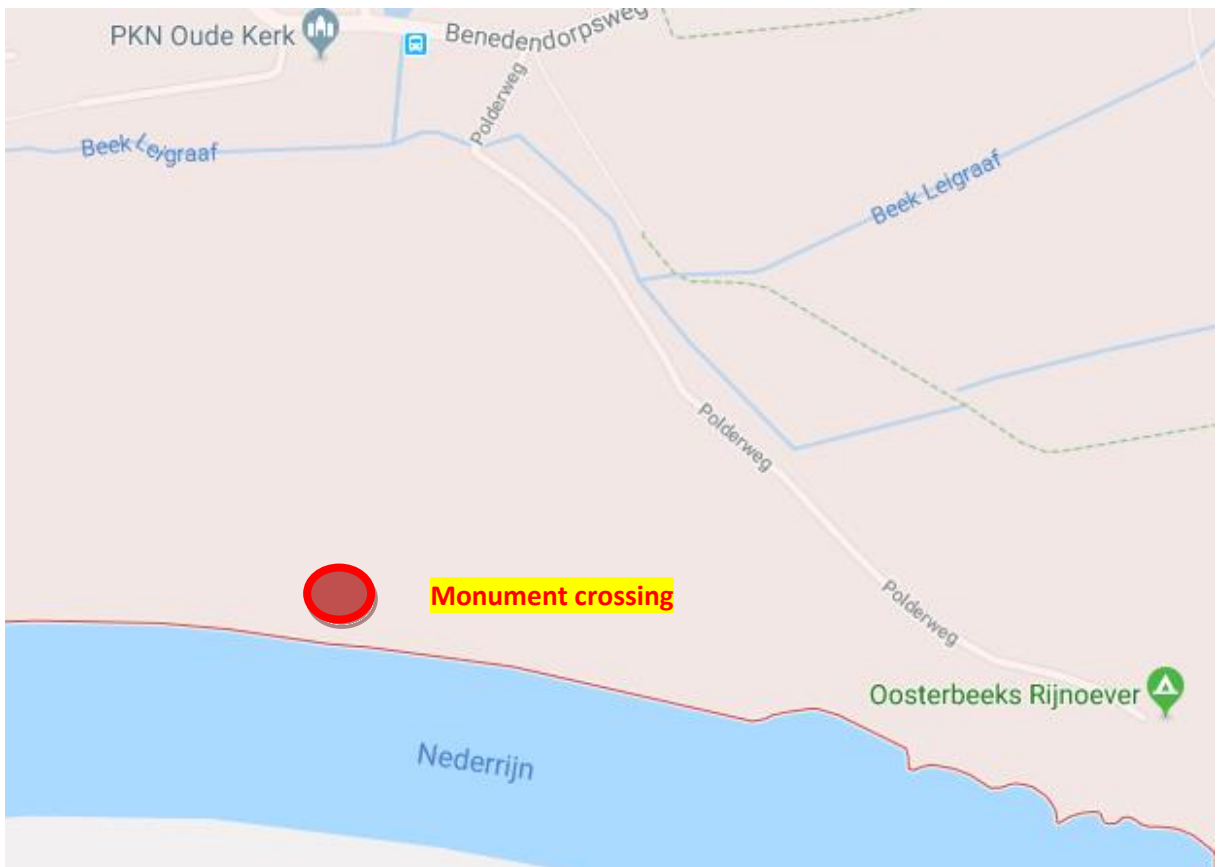 PKN Oude Kerk
Benedendorpsweg
Polderweg
Beek Leigraaf
Beek Leigraaf
Polderweg
Monument crossing
Polderweg
Oosterbeeks Rijnoever
Nederrijn